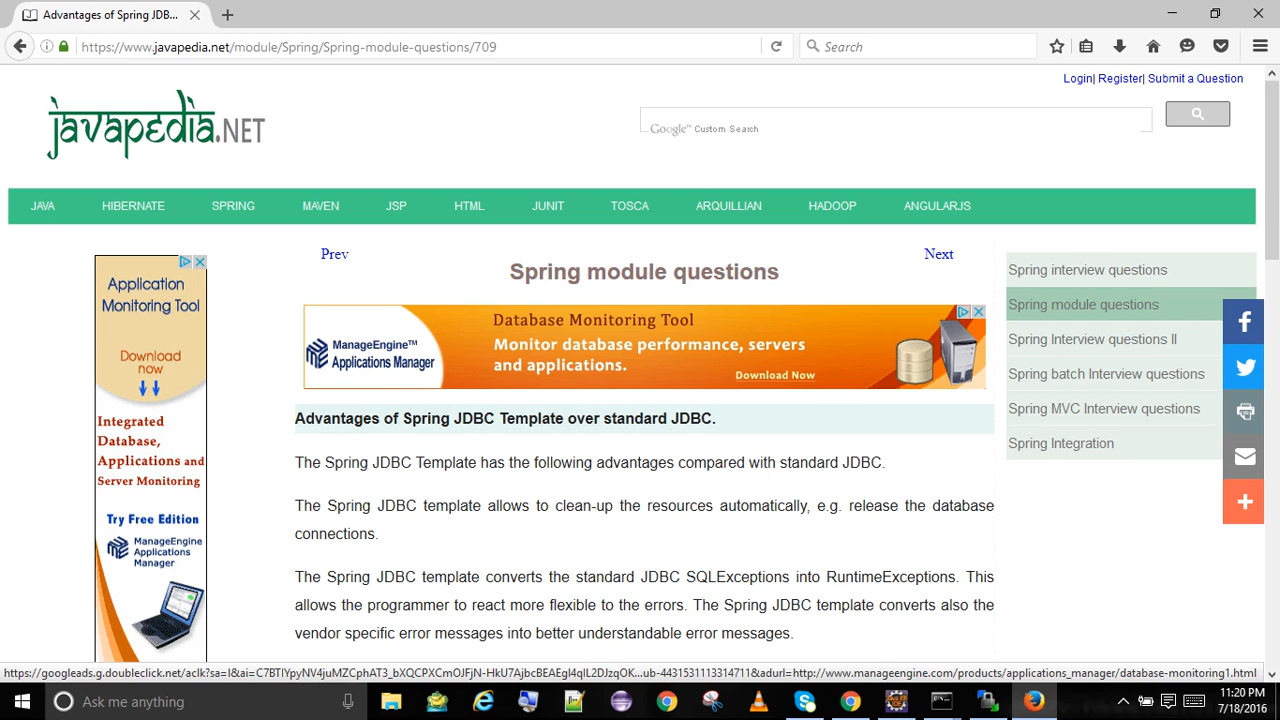 Advantages of Spring JDB...
https://www.javapedia.net/module/Spring/Spring-module-questions/709
Search
Login| Register| Submit a Question
javapedia.NET
Google™ Custom Search
JAVA HIBERNATE SPRING MAVEN JSP HTML JUNIT TOSCA ARQUILLIAN HADOOP ANGULARJS
Prev
Next
Spring module questions
Application
Monitoring Tool
Download
now
Integrated
Database,
Applications and
Server Monitoring
Try Free Edition
ManageEngine
Applications
Manager
ManageEngine™
Applications Manager
Database Monitoring Tool
Monitor database performance, servers
and applications.
Download Now
Advantages of Spring JDBC Template over standard JDBC.
The Spring JDBC Template has the following advantages compared with standard JDBC.
The Spring JDBC template allows to clean-up the resources automatically, e.g. release the database
connections.
The Spring JDBC template converts the standard JDBC SQLExceptions into RuntimeExceptions. This
allows the programmer to react more flexible to the errors. The Spring JDBC template converts also the
vendor specific error messages into better understandable error messages.
Spring interview questions
Spring module questions
Spring Interview questions II
Spring batch Interview questions
Spring MVC Interview questions
Spring Integration
https://googleads.g.doubleclick.net/aclk?sa=l&ai=C7BTlYpyNV4juMZCphAT3_bXQCPXCmOJFjN-HkU7AjbcBEAEgl4qlL2DJzqOK...ub-4431531113314711&adurl=http://www.manageengine.com/products/applications_manager/database-monitoring1.html
Ask me anything
11:20 PM
7/18/2016